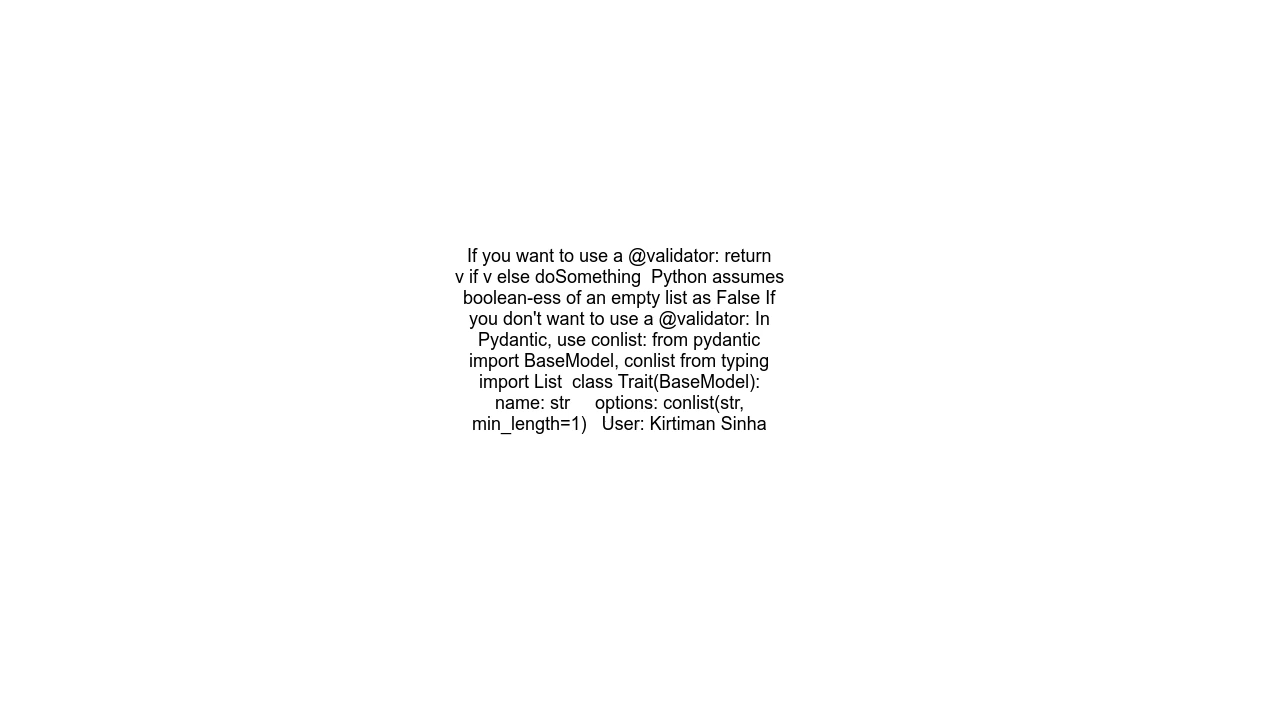 If you want to use a @validator: return
v if v else doSomething  Python assumes
boolean-ess of an empty list as False If
you don't want to use a @validator: In
Pydantic, use conlist: from pydantic
import BaseModel, conlist from typing
import List  class Trait(BaseModel):
name: str     options: conlist(str,
min_length=1)   User: Kirtiman Sinha